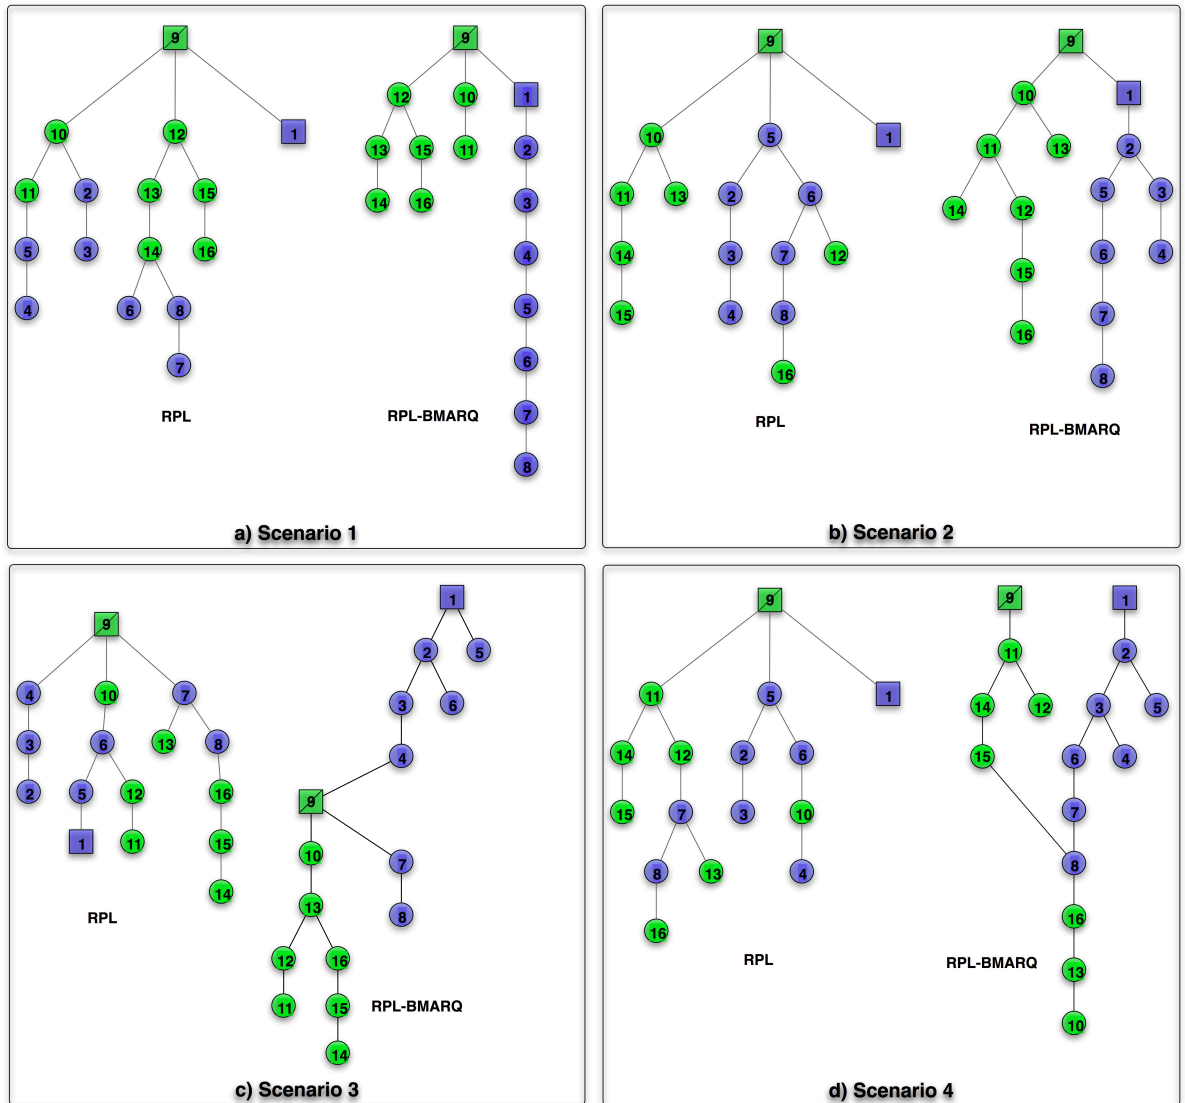 9
9
12 10 1
10 12 1
13 15 11 2
11 2 13 15
14 16 3
5 3 14 16
4
4 6 8
5
7
6
RPL RPL-BMARQ
7
8
a) Scenario 1
9 9
10 1
10 5 1
11 13 2
2 6 5 3
11 13
14 12
3 7 12 6 4
14
15
15 4 8 7
16
16
8
RPL
RPL-BMARQ
b) Scenario 2
1
9
2 5
4 10 7
3 6
3 6 13 8
4
2 5 12 16
9
1 11 15
10
7
14
13 8
RPL
12 16
11 15
RPL-BMARQ
14
c) Scenario 3
9 9 1
11 2
11 5 1
14 12 3 5
14 12 2 6
15 6 4
15 7 3 10
7
8 13 4
8
16
16
RPL
RPL-BMARQ
13
10
d) Scenario 4